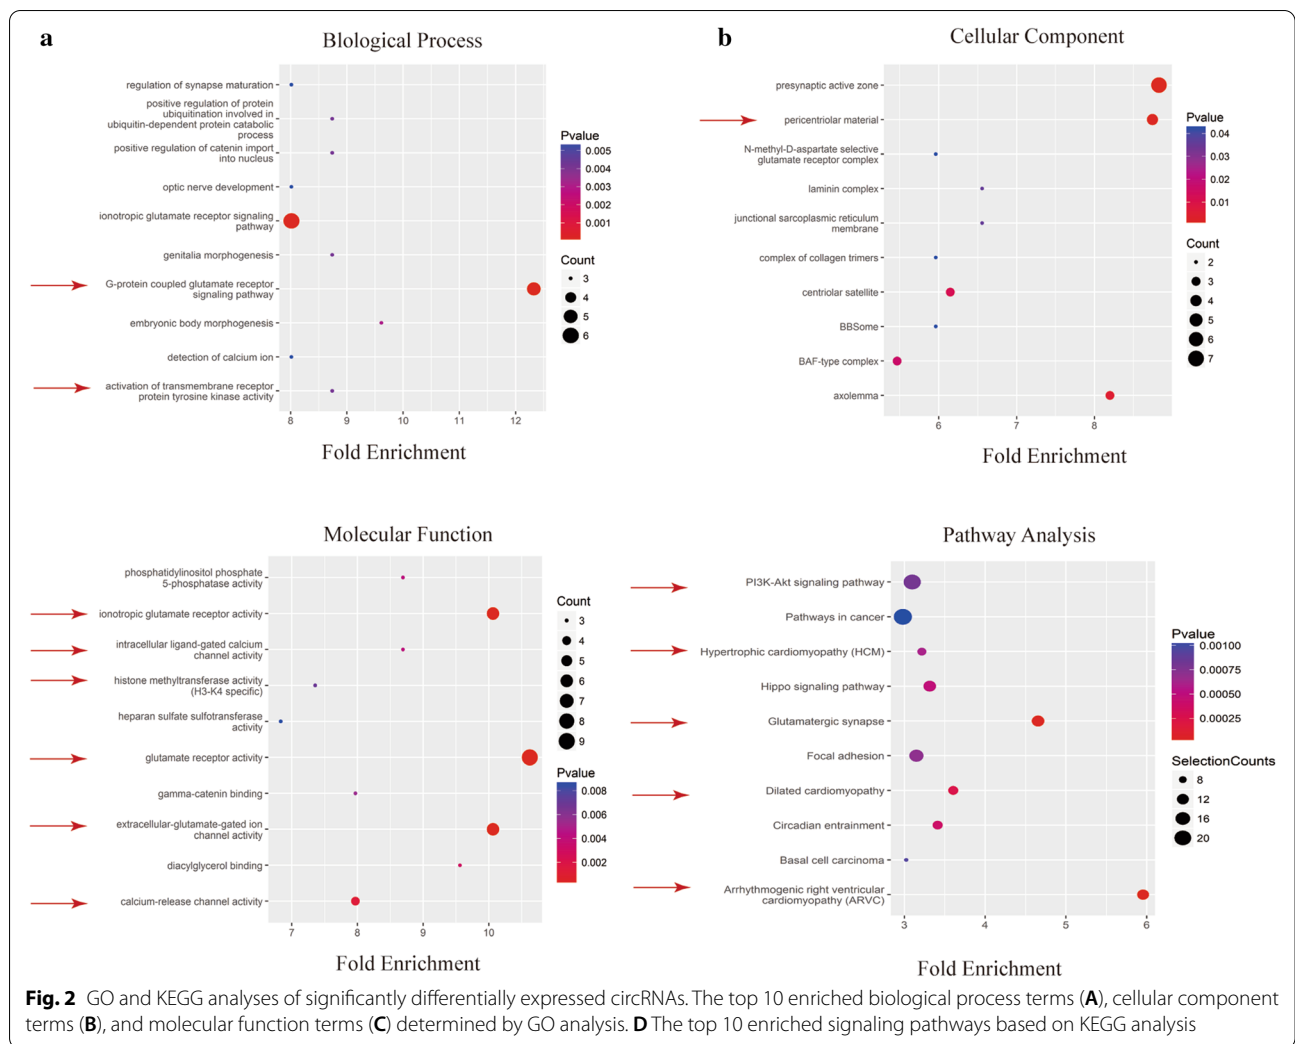 a
BIological Process
regulation of synapse maturation
positive regulation of protein
ubiquitination involved in
ubiquitin-dependent protein catabolic
process
positive regulation of catenin import
into nucleus
optic nerve development
ionotropic glutamate receptor signaling
pathway
genitalia morphogenesis
G-protein coupled glutamate receptor
signaling pathway
embryonic body morphogenesis
detection of calcium ion
activation of transmembrane receptor
protein tyrosine kinase activity
8 9 10 11 12
Fold Enrichment
Pvalue
0.005
0.004
0.003
0.002
0.001
Count
3
4
5
6
b
Cellular Component
presynaptic active zone
pericentriolar material
N-methyl-D-aspartate selective
glutamate receptor complex
laminin complex
junctional sarcoplasmic reticulum
membrane
complex of collagen trimers
centriolar satellite
BBSome
BAF-type complex
axolemma
6 7 8
Fold Enrichment
Pvalue
0.04
0.03
0.02
0.01
Count
2
3
4
5
6
7
Molecular Function
phosphatidylinositol phosphate
5-phosphatase activity
ionotropic glutamate receptor activity
intracellular ligand-gated calcium
channel activity
histone methyltransferase activity
(H3-K4 specific)
heparan sulfate sulfotransferase
activity
glutamate receptor activity
gamma-catenin binding
extracellular-glutamate-gated ion
channel activity
diacylglycerol binding
calcium-release channel activity
7 8 9 10
Fold Enrichment
Count
3
4
5
6
7
8
9
Pvalue
0.008
0.006
0.004
0.002
Pathway Analysis
PI3K-Akt signaling pathway
Pathways in cancer
Hypertrophic cardiomyopathy (HCM)
Hippo signaling pathway
Glutamatergic synapse
Focal adhesion
Dilated cardiomyopathy
Circadian entrainment
Basal cell carcinoma
Arrhythmogenic right ventricular
cardiomyopathy (ARVC)
3 4 5 6
Fold Enrichment
Pvalue
0.00100
0.00075
0.00050
0.00025
SelectionCounts
8
12
16
20
Fig. 2 GO and KEGG analyses of significantly differentially expressed circRNAs. The top 10 enriched biological process terms (A), cellular component
terms (B), and molecular function terms (C) determined by GO analysis. D The top 10 enriched signaling pathways based on KEGG analysis